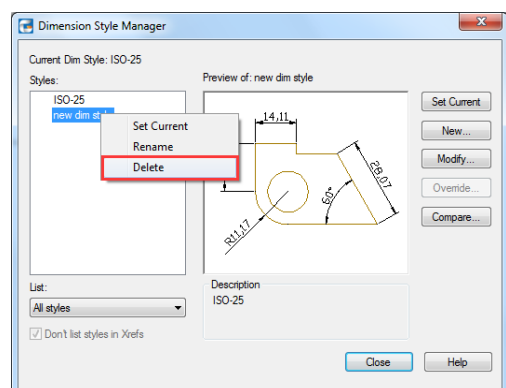 Dimension Style Manager
Current Dim Style: ISO-25
Styles:
ISO-25
new dim
Set Current
Rename
Delete
Preview of: new dim style
14,11
28,07
60°
R11,17
Set Current
New...
Modify...
Override...
Compare...
List:
All styles
Don't list styles in Xrefs
Description
ISO-25
Close
Help